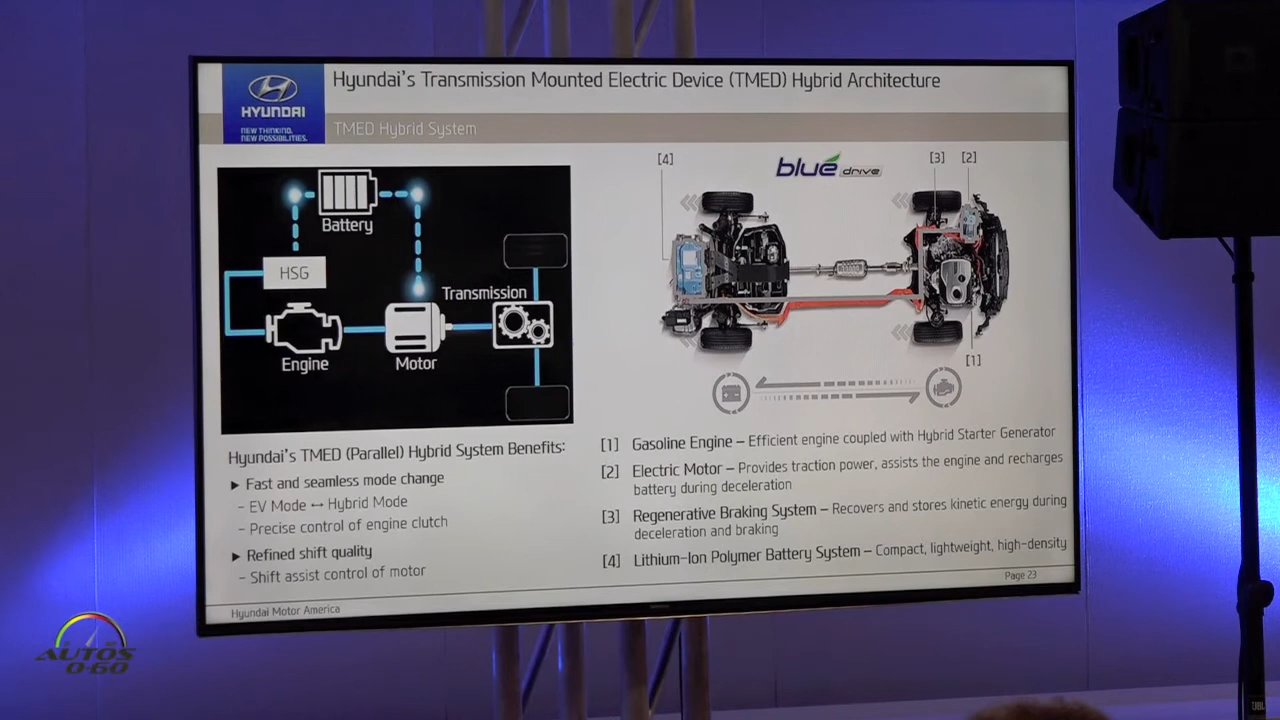 Hyundai's Transmission Mounted Electric Device (TMED) Hybrid Architecture
HYUNDAI
NEW THINKING.
NEW POSSIBILITIES.
TMED Hybrid System
Battery
HSG
Transmission
Engine
Motor
[4]
blue drive
[3]
[2]
[1]
Hyundai's TMED (Parallel) Hybrid System Benefits:
► Fast and seamless mode change
– EV Mode ↔ Hybrid Mode
– Precise control of engine clutch
► Refined shift quality
– Shift assist control of motor
[1] Gasoline Engine – Efficient engine coupled with Hybrid Starter Generator
[2] Electric Motor – Provides traction power, assists the engine and recharges
battery during deceleration
[3] Regenerative Braking System – Recovers and stores kinetic energy during
deceleration and braking
[4] Lithium-Ion Polymer Battery System – Compact, lightweight, high-density
Page 23
Hyundai Motor America
AUTOS
0-60
JBL